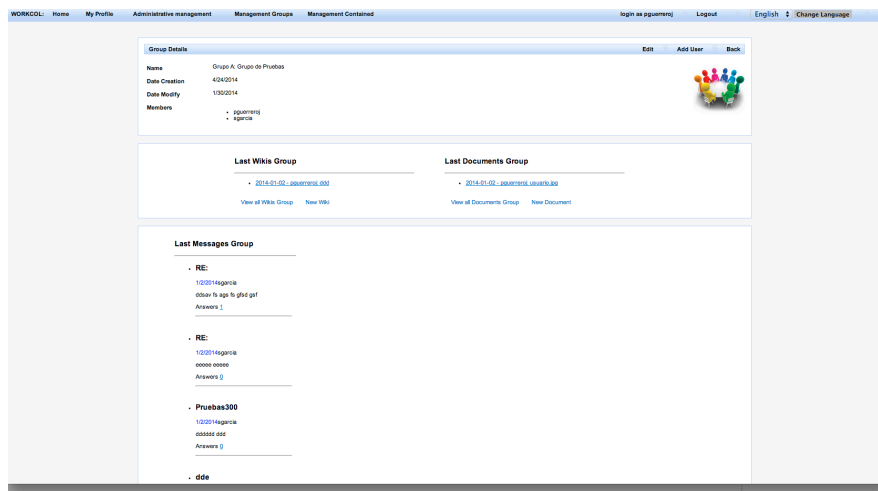 WORKCOL: Home My Profile Administrative management Management Groups Management Contained login as pguerreroj Logout English Change Language
Group Details Edit Add User Back
Name Grupo A: Grupo de Pruebas
Date Creation 4/24/2014
Date Modify 1/30/2014
Members
• pguerreroj
• sgarcia
Last Wikis Group
• 2014-01-02 - pguerreroj: ddd
View all Wikis Group New Wiki
Last Documents Group
• 2014-01-02 - pguerreroj: usuario.jpg
View all Documents Group New Document
Last Messages Group
• RE:
1/2/2014sgarcia
ddsav fs ags fs gfsd gsf
Answers 1
• RE:
1/2/2014sgarcia
eeeee eeeee
Answers 0
• Pruebas300
1/2/2014sgarcia
dddddd ddd
Answers 0
• dde